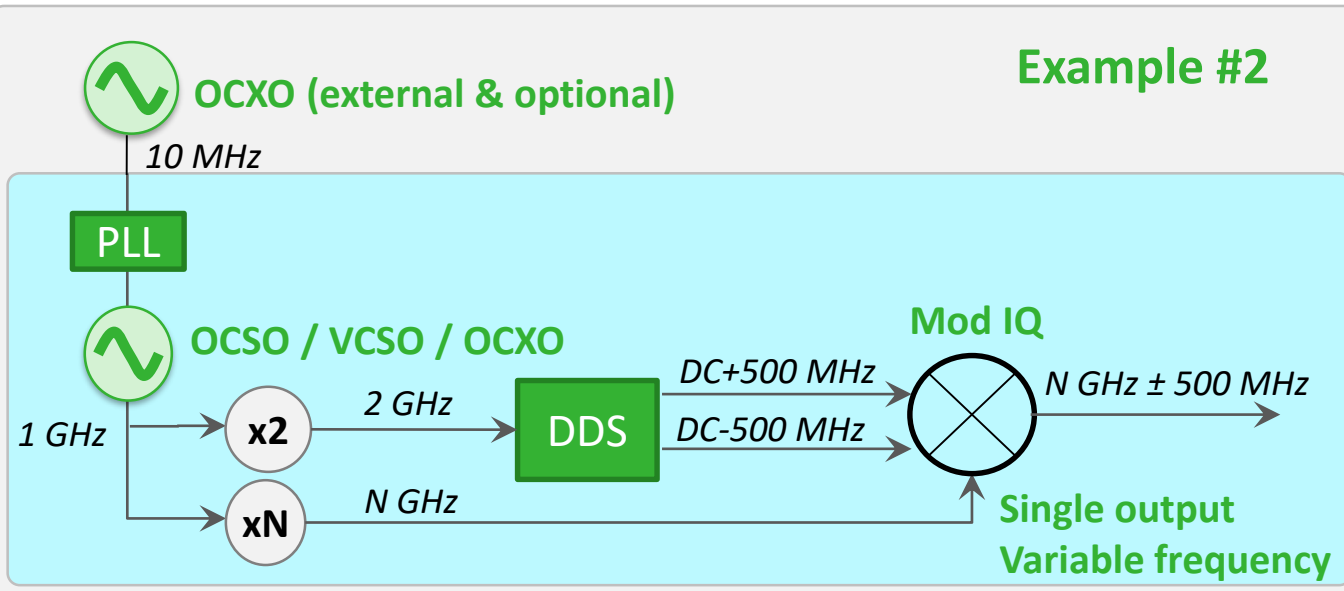 Example #2
OCXO (external & optional)
10 MHz
PLL
OCSO / VCSO / OCXO
Mod IQ
DC+500 MHz
N GHz ± 500 MHz
2 GHz
1 GHz
x2
DDS
DC-500 MHz
N GHz
xN
Single output
Variable frequency